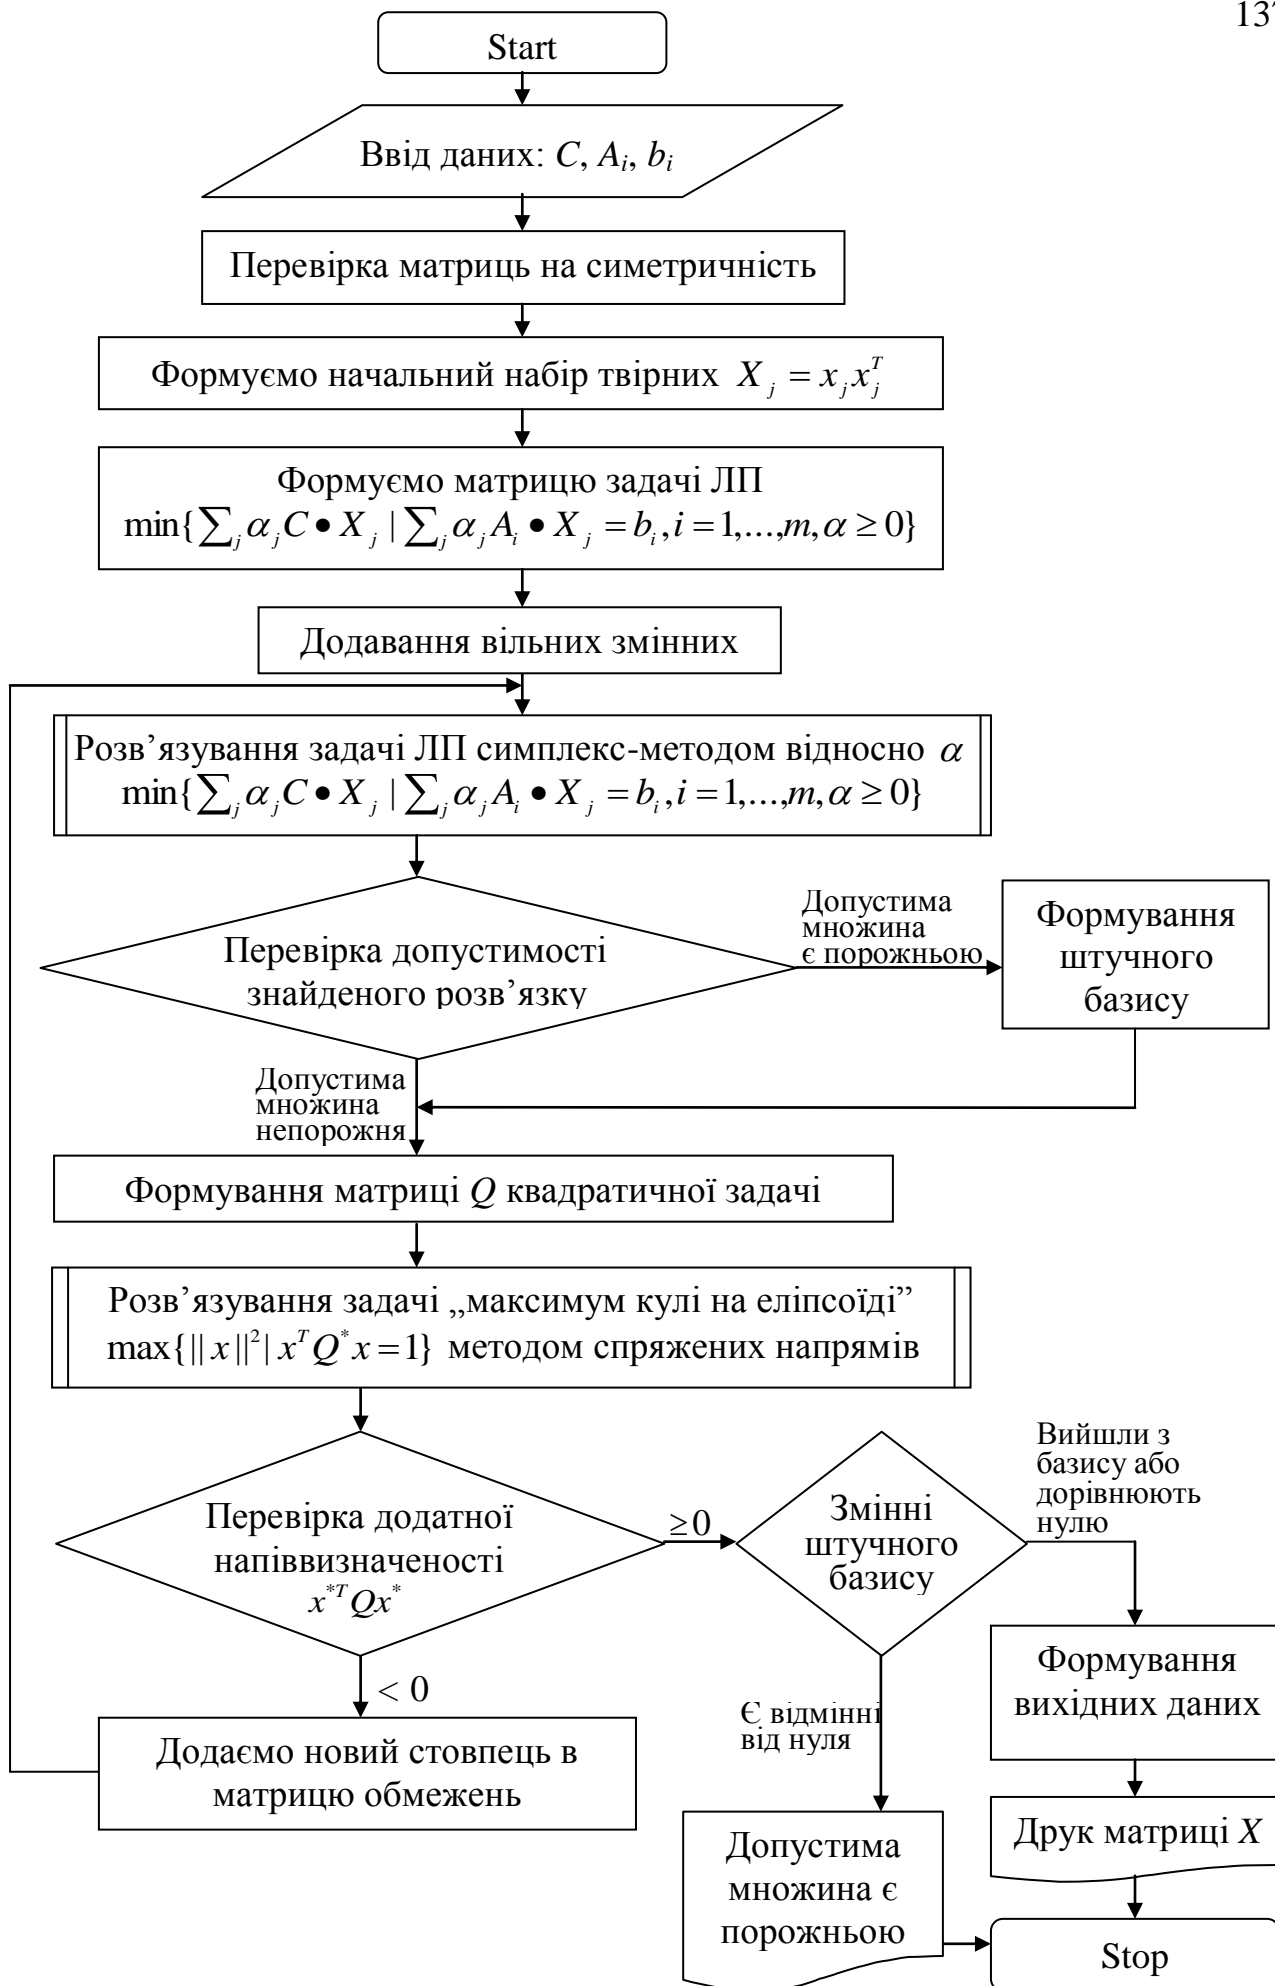 137
Start
Ввід даних: C, A_i, b_i
Перевірка матриць на симетричність
Формуємо начальний набір твірних X_j = x_j x_j^T
Формуємо матрицю задачі ЛП
min{∑_j α_j C • X_j | ∑_j α_j A_i • X_j = b_i, i = 1,...,m, α ≥ 0}
Додавання вільних змінних
Розв’язування задачі ЛП симплекс-методом відносно α
min{∑_j α_j C • X_j | ∑_j α_j A_i • X_j = b_i, i = 1,...,m, α ≥ 0}
Перевірка допустимості
знайденого розв’язку
Допустима
множина
є порожньою
Формування
штучного
базису
Допустима
множина
непорожня
Формування матриці Q квадратичної задачі
Розв’язування задачі „максимум кулі на еліпсоїді”
max{|| x ||^2 | x^T Q^* x = 1} методом спряжених напрямів
Перевірка додатної
напіввизначеності
x^{*T} Q x^*
≥0
Змінні
штучного
базису
Вийшли з
базису або
дорівнюють
нулю
< 0
Додаємо новий стовпець в
матрицю обмежень
Є відмінні
від нуля
Формування
вихідних даних
Допустима
множина є
порожньою
Друк матриці X
Stop